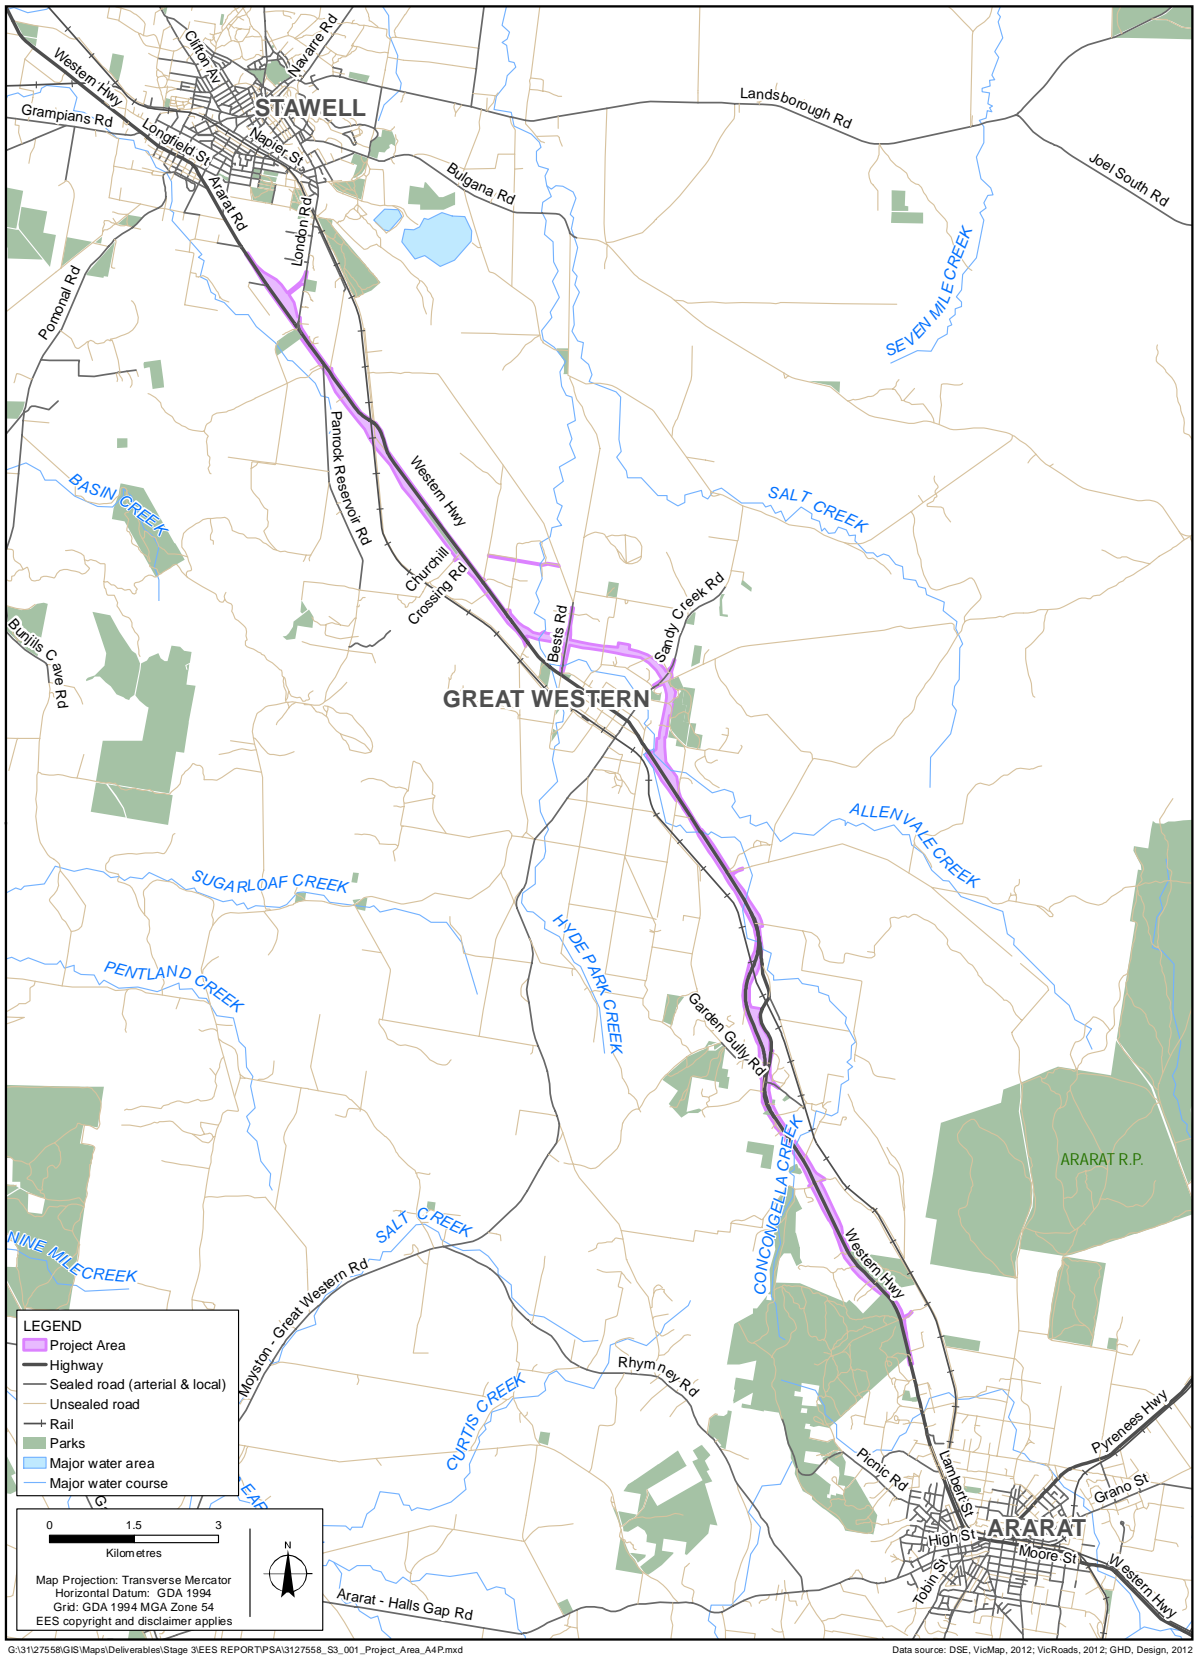 Clifton Av
Navarre Rd
Western Hwy
STAWELL
Grampians Rd
Longfield St
Napier St
Landsborough Rd
Joel South Rd
Bulgana Rd
Ararat Rd
London Rd
SEVEN MILE CREEK
Pomonal Rd
Panrock Reservoir Rd
Western Hwy
BASIN CREEK
SALT CREEK
Churchill
Crossing Rd
Bests Rd
Sandy Creek Rd
Bunjils Cave Rd
GREAT WESTERN
ALLENVALE CREEK
SUGARLOAF CREEK
HYDE PARK CREEK
PENTLAND CREEK
Garden Gully Rd
ARARAT R.P.
CONCONGELLA CREEK
SALT CREEK
NINE MILE CREEK
Western Hwy
Moyston - Great Western Rd
Rhymney Rd
CURTIS CREEK
Pyrenees Hwy
Picnic Rd
Lambert St
Grano St
ARARAT
High St
Moore St
Tobin St
Western Hwy
Ararat - Halls Gap Rd
LEGEND
Project Area
Highway
Sealed road (arterial & local)
Unsealed road
Rail
Parks
Major water area
Major water course
0 1.5 3
Kilometres
N
Map Projection: Transverse Mercator
Horizontal Datum: GDA 1994
Grid: GDA 1994 MGA Zone 54
EES copyright and disclaimer applies
G:\31\27558\GIS\Maps\Deliverables\Stage 3\EES REPORT\PSA\3127558_S3_001_Project_Area_A4P.mxd
Data source: DSE, VicMap, 2012; VicRoads, 2012; GHD, Design, 2012